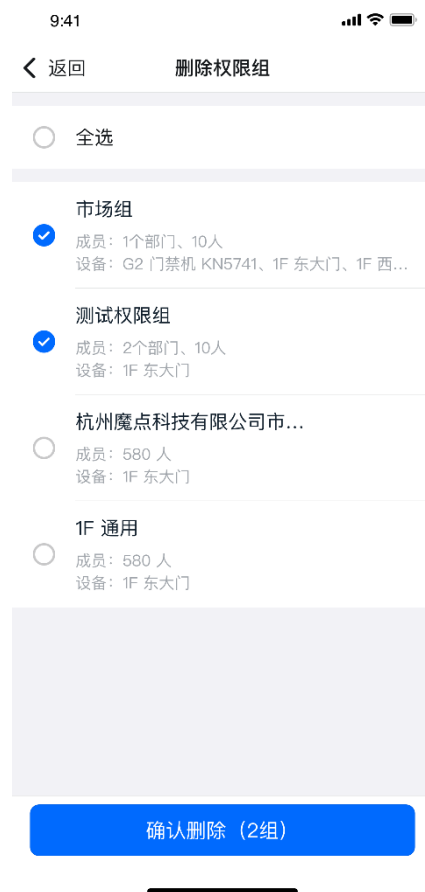 9:41
返回
删除权限组
全选
市场组
成员：1个部门、10人
设备：G2 门禁机 KN5741、1F 东大门、1F 西...
测试权限组
成员：2个部门、10人
设备：1F 东大门
杭州魔点科技有限公司市...
成员：580 人
设备：1F 东大门
1F 通用
成员：580 人
设备：1F 东大门
确认删除（2组）